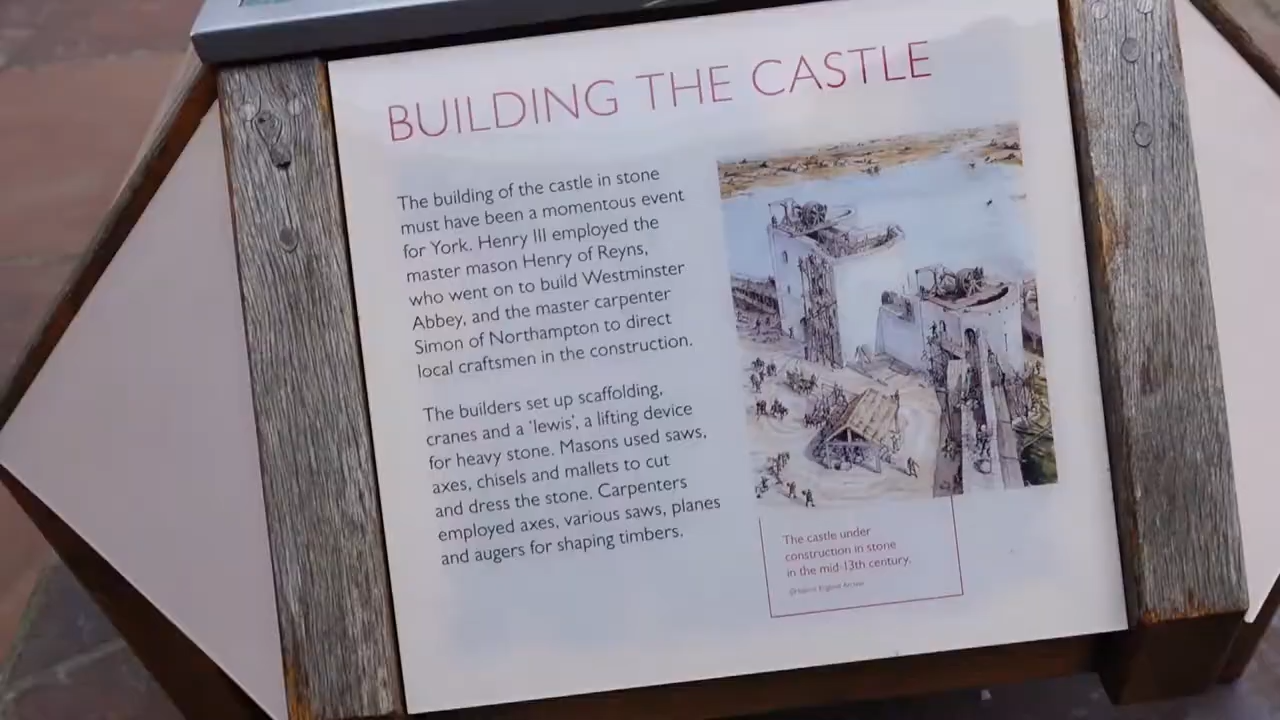 BUILDING THE CASTLE
The building of the castle in stone
must have been a momentous event
for York. Henry III employed the
master mason Henry of Reyns,
who went on to build Westminster
Abbey, and the master carpenter
Simon of Northampton to direct
local craftsmen in the construction.
The builders set up scaffolding,
cranes and a 'lewis', a lifting device
for heavy stone. Masons used saws,
axes, chisels and mallets to cut
and dress the stone. Carpenters
employed axes, various saws, planes
and augers for shaping timbers.
The castle under
construction in stone
in the mid-13th century.